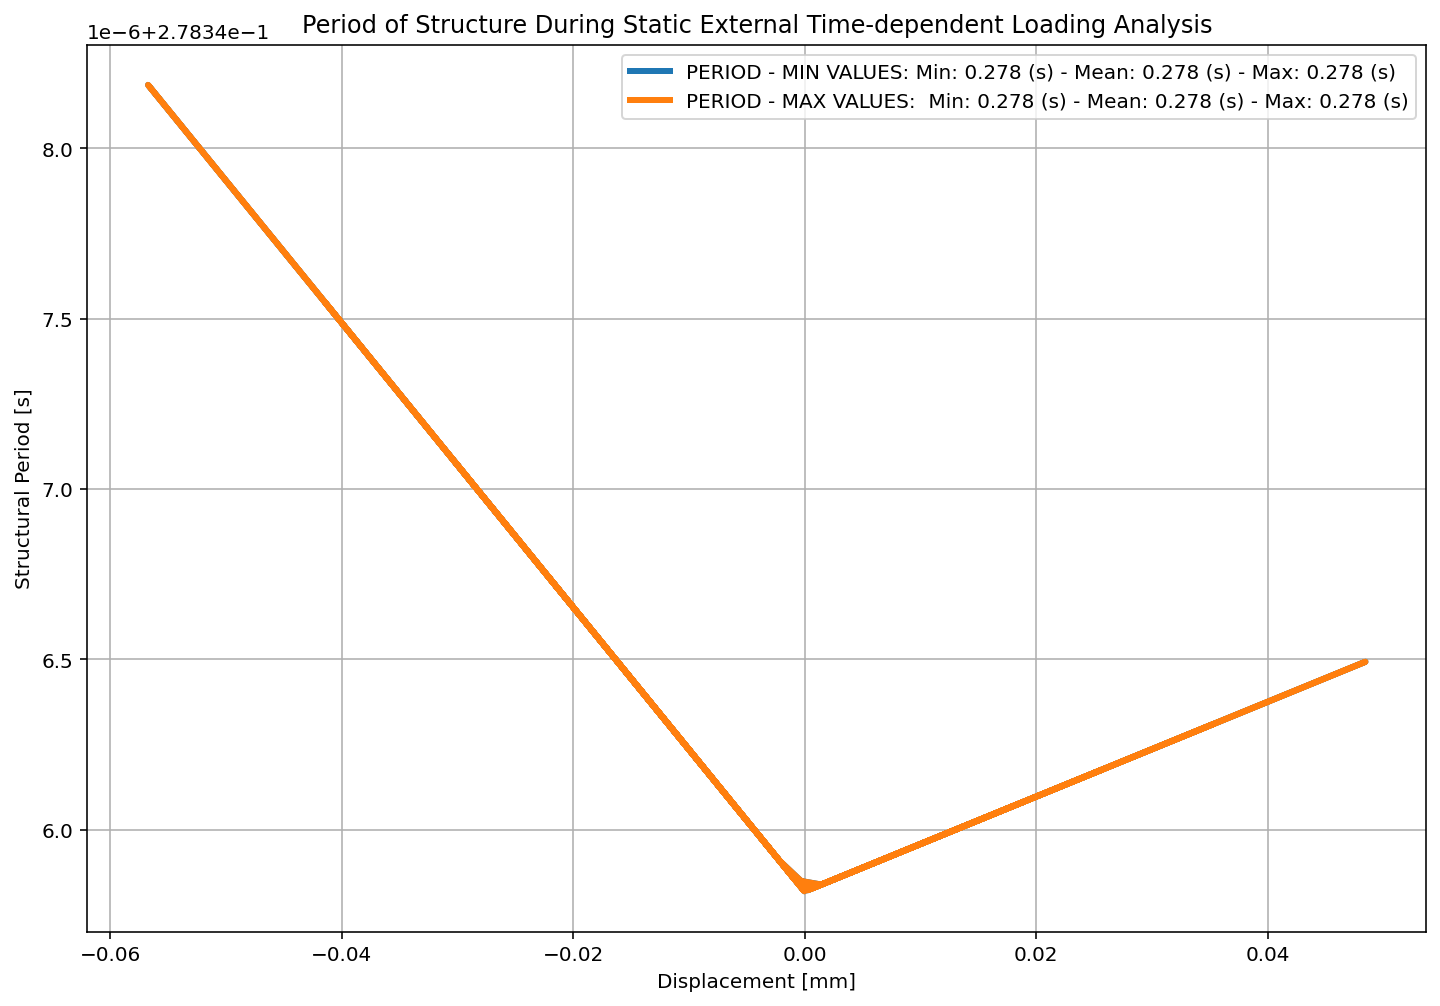 Period of Structure During Static External Time-dependent Loading Analysis
1e−6+2.7834e−1
PERIOD - MIN VALUES: Min: 0.278 (s) - Mean: 0.278 (s) - Max: 0.278 (s)
PERIOD - MAX VALUES:  Min: 0.278 (s) - Mean: 0.278 (s) - Max: 0.278 (s)
8.0
7.5
7.0
6.5
6.0
Structural Period [s]
−0.06 −0.04 −0.02 0.00 0.02 0.04
Displacement [mm]